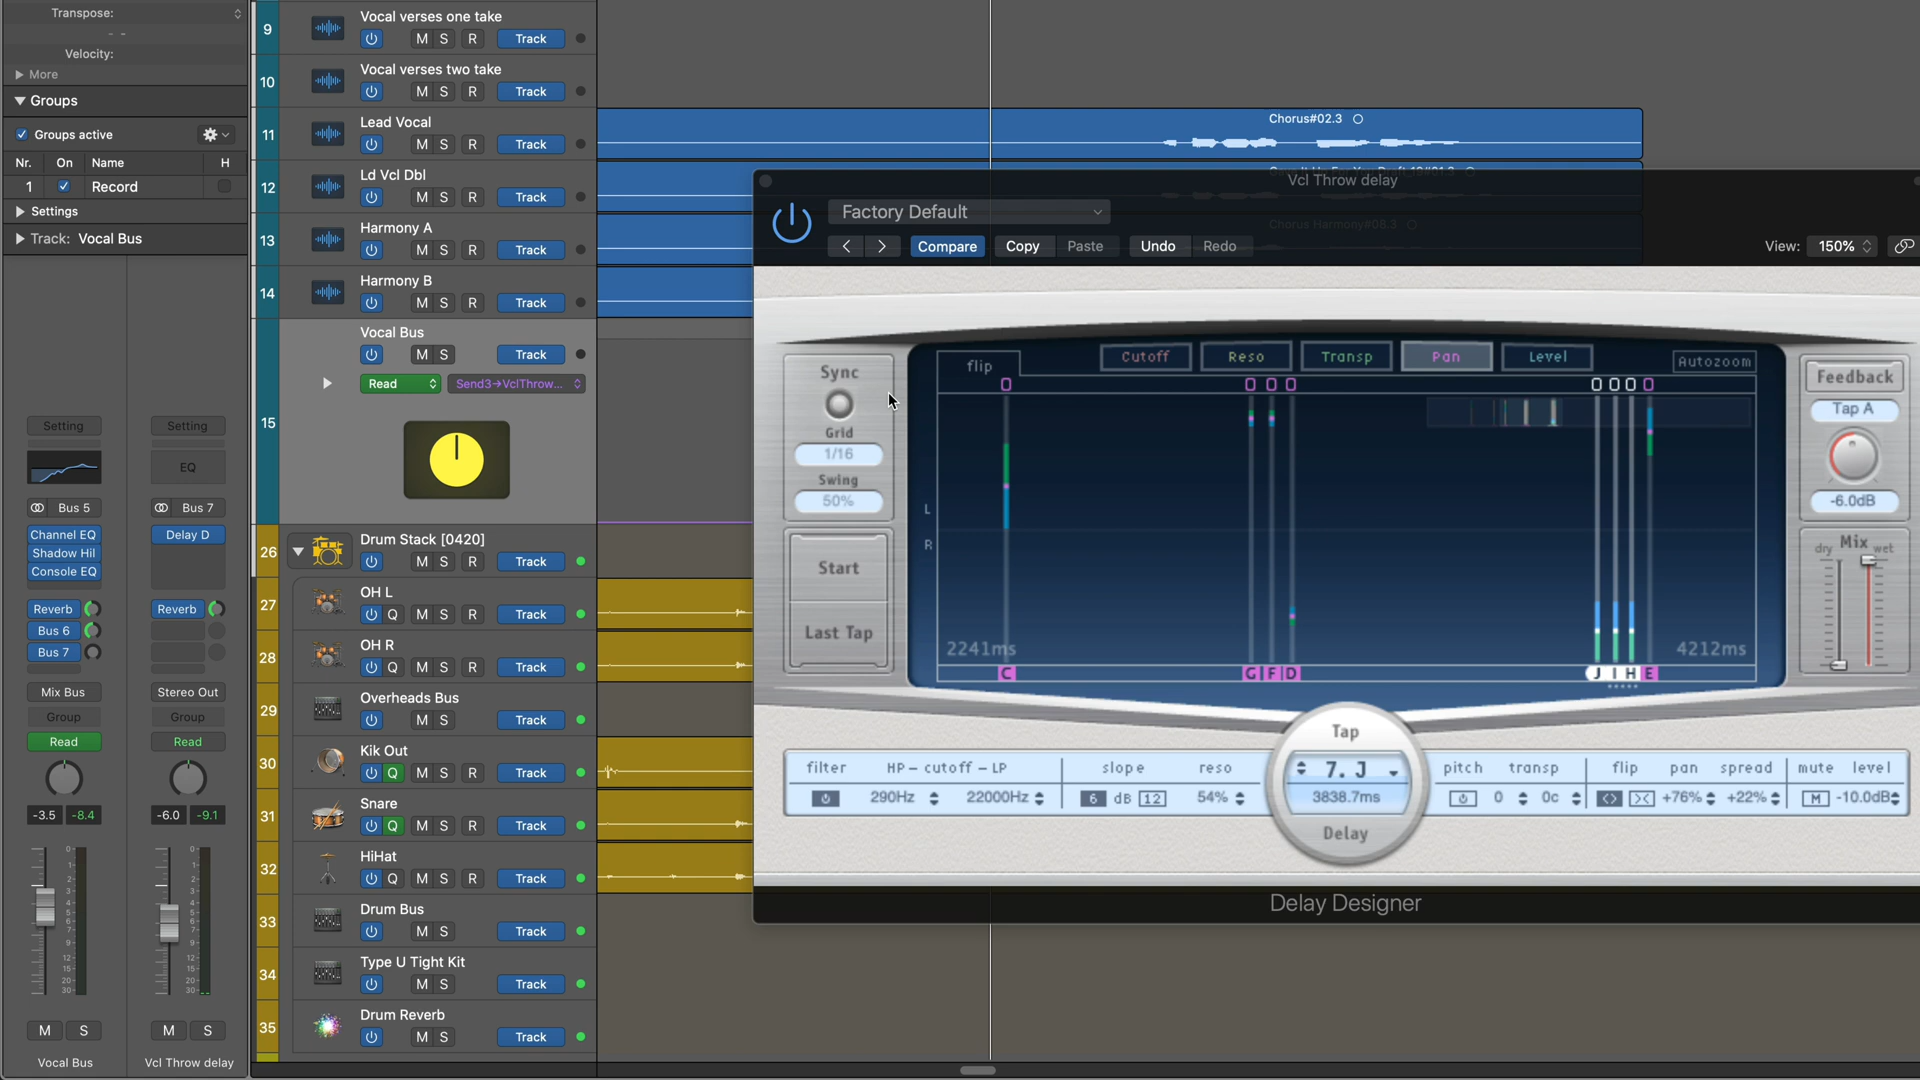 Transpose:
- -
Velocity:
More
Groups
Groups active
Nr. On Name H
1 Record
Settings
Track: Vocal Bus
Setting Setting
EQ
Bus 5 Bus 7
Channel EQ Delay D
Shadow Hil
Console EQ
Reverb Reverb
Bus 6
Bus 7
Mix Bus Stereo Out
Group Group
Read Read
-3.5 -8.4 -6.0 -9.1
M S M S
Vocal Bus Vcl Throw delay
9 Vocal verses one take
M S R Track
10 Vocal verses two take
M S R Track
11 Lead Vocal
M S R Track
12 Ld Vcl Dbl
M S R Track
13 Harmony A
M S R Track
14 Harmony B
M S R Track
15 Vocal Bus
M S Track
Read Send3→VclThrow...
26 Drum Stack [0420]
M S R Track
27 OH L
Q M S R Track
28 OH R
Q M S R Track
29 Overheads Bus
M S Track
30 Kik Out
Q M S R Track
31 Snare
Q M S R Track
32 HiHat
Q M S R Track
33 Drum Bus
M S Track
34 Type U Tight Kit
M S Track
35 Drum Reverb
M S Track
Chorus#02.3
Vcl Throw delay
Chorus Harmony#08.3
Factory Default
Compare Copy Paste Undo Redo
View: 150%
Sync
Grid
1/16
Swing
50%
Start
Last Tap
flip Cutoff Reso Transp Pan Level Autozoom
L
R
2241ms 4212ms
C G F D J I H E
Feedback
Tap A
-6.0dB
Mix
dry wet
filter HP – cutoff – LP slope reso
290Hz 22000Hz 6 dB 12 54%
Tap
7. J
3838.7ms
Delay
pitch transp flip pan spread mute level
0 0c +76% +22% M -10.0dB
Delay Designer